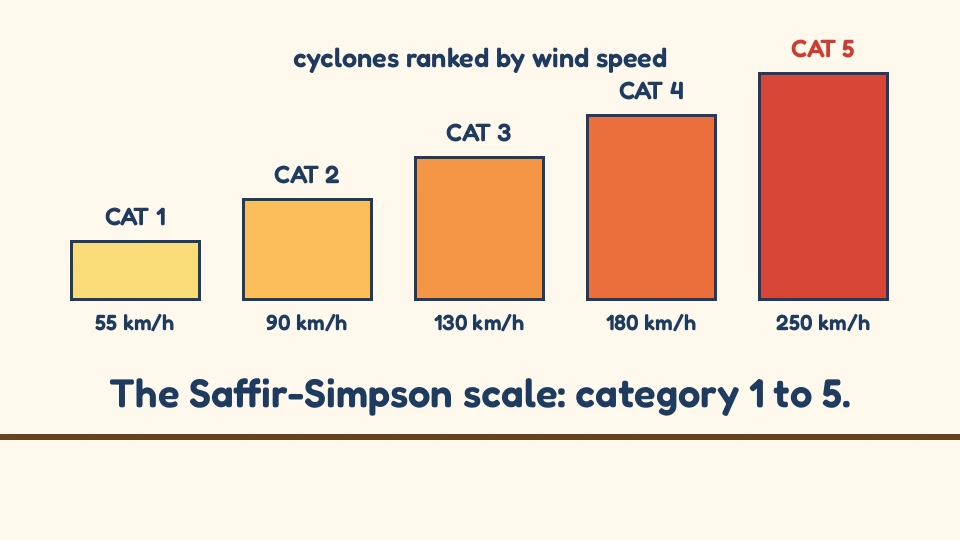 cyclones ranked by wind speed
CAT 1
CAT 2
CAT 3
CAT 4
CAT 5
55 km/h
90 km/h
130 km/h
180 km/h
250 km/h
The Saffir-Simpson scale: category 1 to 5.